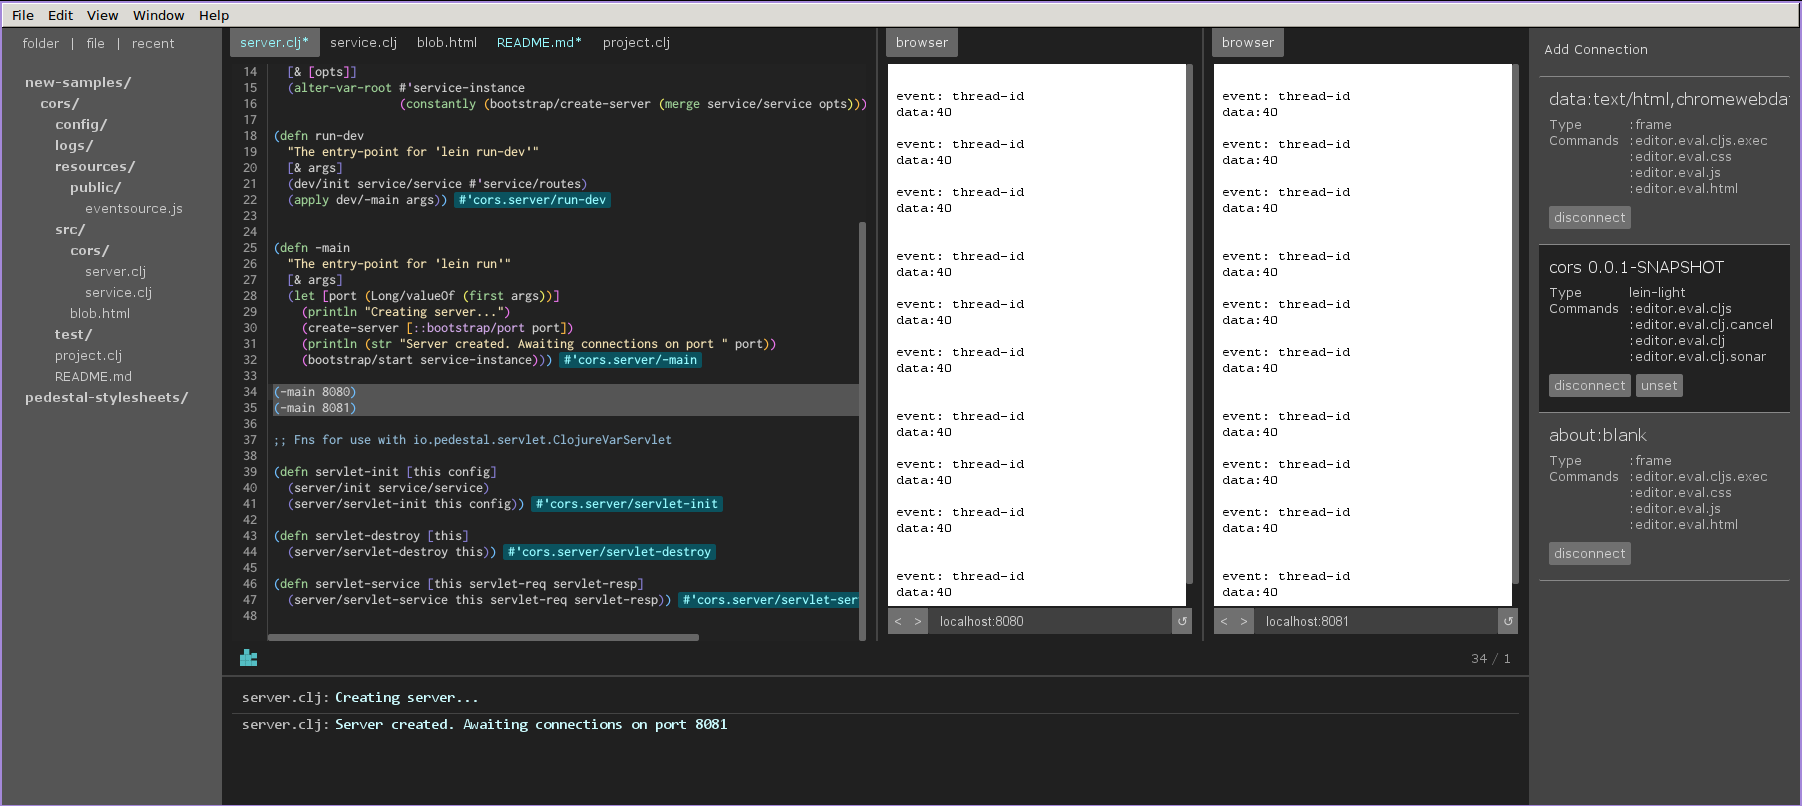 File Edit View Window Help
folder | file | recent
new-samples/
cors/
config/
logs/
resources/
public/
eventsource.js
src/
cors/
server.clj
service.clj
blob.html
test/
project.clj
README.md
pedestal-stylesheets/
server.clj* service.clj blob.html README.md* project.clj
14 [& [opts]]
15 (alter-var-root #'service-instance
16 (constantly (bootstrap/create-server (merge service/service opts)))
17
18 (defn run-dev
19 "The entry-point for 'lein run-dev'"
20 [& args]
21 (dev/init service/service #'service/routes)
22 (apply dev/-main args)) #'cors.server/run-dev
23
24
25 (defn -main
26 "The entry-point for 'lein run'"
27 [& args]
28 (let [port (Long/valueOf (first args))]
29 (println "Creating server...")
30 (create-server [::bootstrap/port port])
31 (println (str "Server created. Awaiting connections on port " port))
32 (bootstrap/start service-instance))) #'cors.server/-main
33
34 (-main 8080)
35 (-main 8081)
36
37 ;; Fns for use with io.pedestal.servlet.ClojureVarServlet
38
39 (defn servlet-init [this config]
40 (server/init service/service)
41 (server/servlet-init this config)) #'cors.server/servlet-init
42
43 (defn servlet-destroy [this]
44 (server/servlet-destroy this)) #'cors.server/servlet-destroy
45
46 (defn servlet-service [this servlet-req servlet-resp]
47 (server/servlet-service this servlet-req servlet-resp)) #'cors.server/servlet-ser
48
browser
event: thread-id
data:40
event: thread-id
data:40
event: thread-id
data:40
event: thread-id
data:40
event: thread-id
data:40
event: thread-id
data:40
event: thread-id
data:40
event: thread-id
data:40
event: thread-id
data:40
event: thread-id
data:40
< > localhost:8080 ↺
browser
event: thread-id
data:40
event: thread-id
data:40
event: thread-id
data:40
event: thread-id
data:40
event: thread-id
data:40
event: thread-id
data:40
event: thread-id
data:40
event: thread-id
data:40
event: thread-id
data:40
event: thread-id
data:40
< > localhost:8081 ↺
34 / 1
server.clj: Creating server...
server.clj: Server created. Awaiting connections on port 8081
Add Connection
data:text/html,chromewebdat
Type :frame
Commands :editor.eval.cljs.exec
:editor.eval.css
:editor.eval.js
:editor.eval.html
disconnect
cors 0.0.1-SNAPSHOT
Type lein-light
Commands :editor.eval.cljs
:editor.eval.clj.cancel
:editor.eval.clj
:editor.eval.clj.sonar
disconnect unset
about:blank
Type :frame
Commands :editor.eval.cljs.exec
:editor.eval.css
:editor.eval.js
:editor.eval.html
disconnect